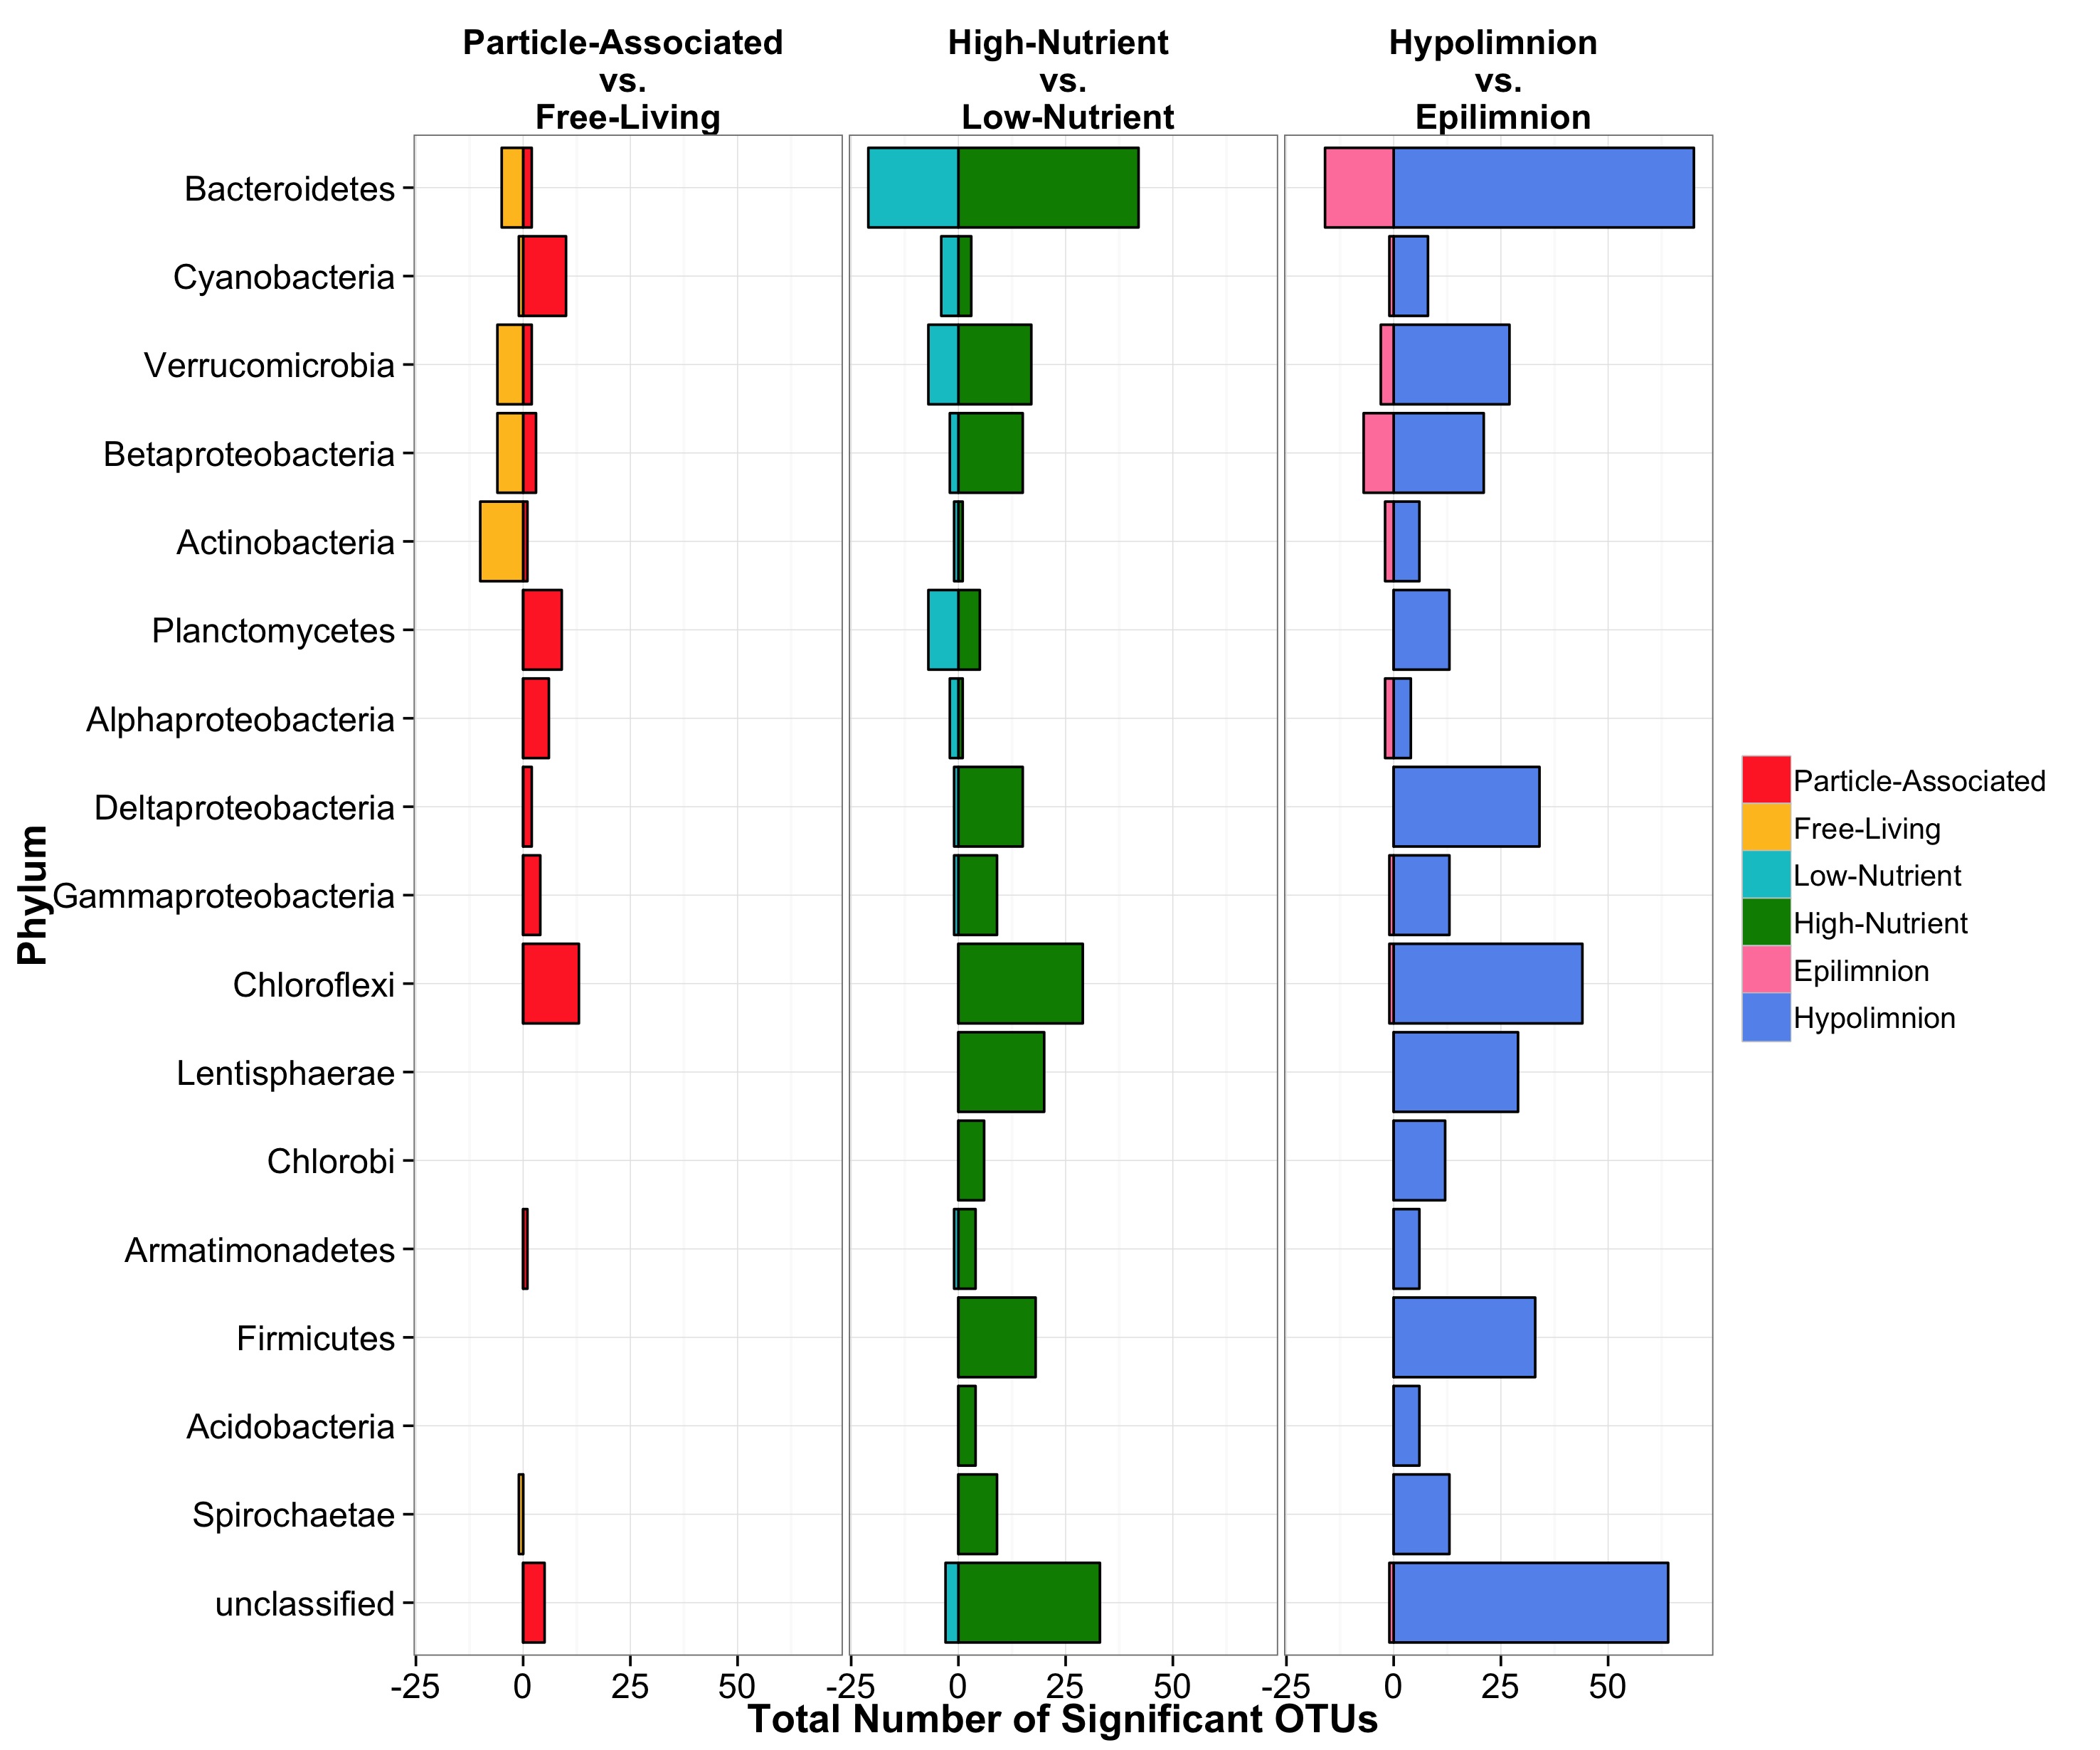 Particle-Associated
vs.
Free-Living
High-Nutrient
vs.
Low-Nutrient
Hypolimnion
vs.
Epilimnion
Phylum
Bacteroidetes
Cyanobacteria
Verrucomicrobia
Betaproteobacteria
Actinobacteria
Planctomycetes
Alphaproteobacteria
Deltaproteobacteria
Gammaproteobacteria
Chloroflexi
Lentisphaerae
Chlorobi
Armatimonadetes
Firmicutes
Acidobacteria
Spirochaetae
unclassified
-25 0 25 50 -25 0 25 50 -25 0 25 50
Total Number of Significant OTUs
Particle-Associated
Free-Living
Low-Nutrient
High-Nutrient
Epilimnion
Hypolimnion